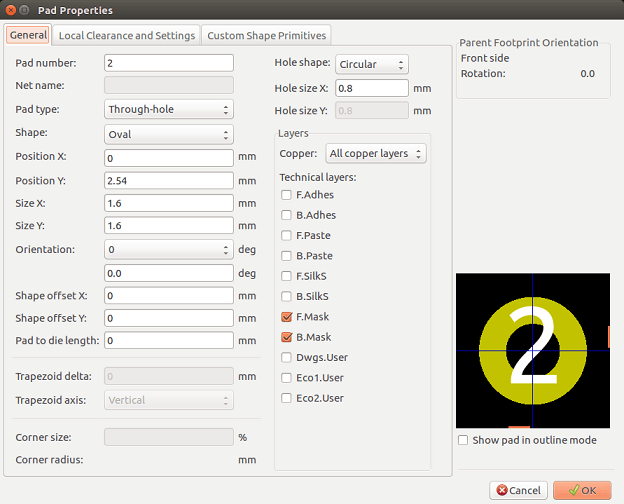 Pad Properties
General
Local Clearance and Settings
Custom Shape Primitives
Pad number: 2
Net name:
Pad type: Through-hole
Shape: Oval
Position X: 0 mm
Position Y: 2.54 mm
Size X: 1.6 mm
Size Y: 1.6 mm
Orientation: 0 deg
0.0 deg
Shape offset X: 0 mm
Shape offset Y: 0 mm
Pad to die length: 0 mm
Trapezoid delta: 0 mm
Trapezoid axis: Vertical
Corner size: %
Corner radius: mm
Hole shape: Circular
Hole size X: 0.8 mm
Hole size Y: 0.8 mm
Layers
Copper: All copper layers
Technical layers:
F.Adhes
B.Adhes
F.Paste
B.Paste
F.SilkS
B.SilkS
F.Mask
B.Mask
Dwgs.User
Eco1.User
Eco2.User
Parent Footprint Orientation
Front side
Rotation: 0.0
2
Show pad in outline mode
Cancel
OK